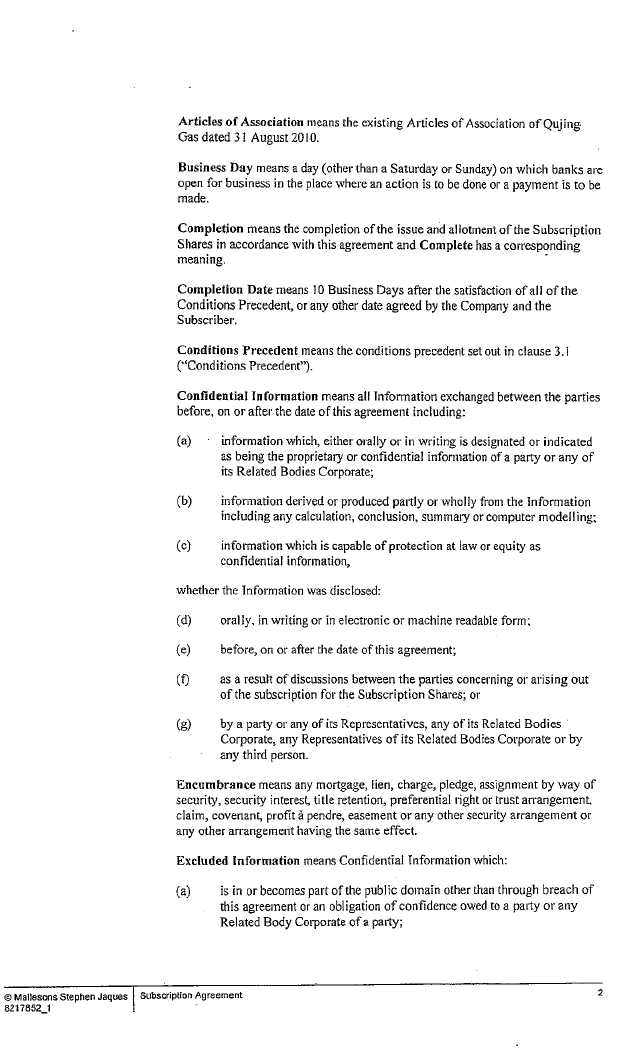 Articles of Association means the existing Articles of Association of Qujing
Gas dated 31 August 2010.
Business Day means a day (other than a Saturday or Sunday) on which banks are
open for business in the place where an action is to be done or a payment is to be
made.
Completion means the completion of the issue and allotment of the Subscription
Shares in accordance with this agreement and Complete has a corresponding
meaning.
Completion Date means 10 Business Days after the satisfaction of all of the
Conditions Precedent, or any other date agreed by the Company and the
Subscriber.
Conditions Precedent means the conditions precedent set out in clause 3.1
(“Conditions Precedent”).
Confidential Information means all Information exchanged between the parties
before, on or after the date of this agreement including:
(a) information which, either orally or in writing is designated or indicated
as being the proprietary or confidential information of a party or any of
its Related Bodies Corporate;
(b) information derived or produced partly or wholly from the Information
including any calculation, conclusion, summary or computer modelling;
(c) information which is capable of protection at law or equity as
confidential information,
whether the Information was disclosed:
(d) orally, in writing or in electronic or machine readable form;
(e) before, on or after the date of this agreement;
(f) as a result of discussions between the parties concerning or arising out
of the subscription for the Subscription Shares; or
(g) by a party or any of its Representatives, any of its Related Bodies
Corporate, any Representatives of its Related Bodies Corporate or by
any third person.
Encumbrance means any mortgage, lien, charge, pledge, assignment by way of
security, security interest, title retention, preferential right or trust arrangement,
claim, covenant, profit à pendre, easement or any other security arrangement or
any other arrangement having the same effect.
Excluded Information means Confidential Information which:
(a) is in or becomes part of the public domain other than through breach of
this agreement or an obligation of confidence owed to a party or any
Related Body Corporate of a party;
© Mallesons Stephen Jaques Subscription Agreement 2
8217852_1